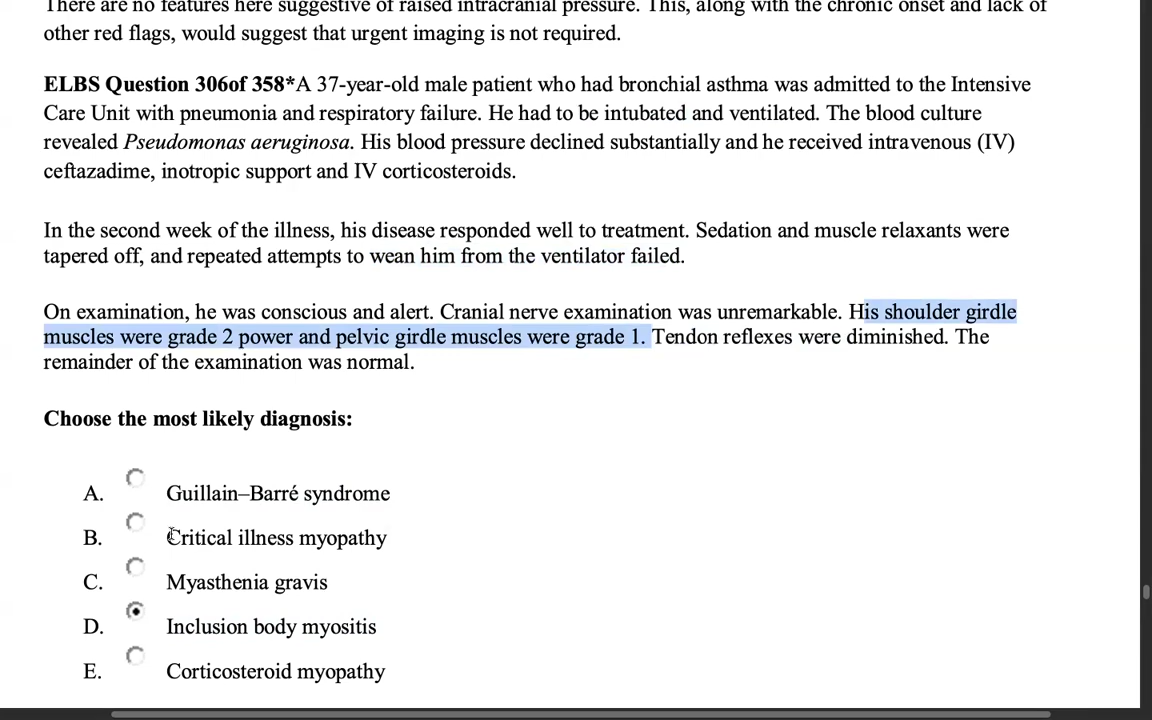 There are no features here suggestive of raised intracranial pressure. This, along with the chronic onset and lack of
other red flags, would suggest that urgent imaging is not required.
ELBS Question 306of 358*A 37-year-old male patient who had bronchial asthma was admitted to the Intensive
Care Unit with pneumonia and respiratory failure. He had to be intubated and ventilated. The blood culture
revealed Pseudomonas aeruginosa. His blood pressure declined substantially and he received intravenous (IV)
ceftazadime, inotropic support and IV corticosteroids.
In the second week of the illness, his disease responded well to treatment. Sedation and muscle relaxants were
tapered off, and repeated attempts to wean him from the ventilator failed.
On examination, he was conscious and alert. Cranial nerve examination was unremarkable. His shoulder girdle
muscles were grade 2 power and pelvic girdle muscles were grade 1. Tendon reflexes were diminished. The
remainder of the examination was normal.
Choose the most likely diagnosis:
A. Guillain–Barré syndrome
B. Critical illness myopathy
C. Myasthenia gravis
D. Inclusion body myositis
E. Corticosteroid myopathy